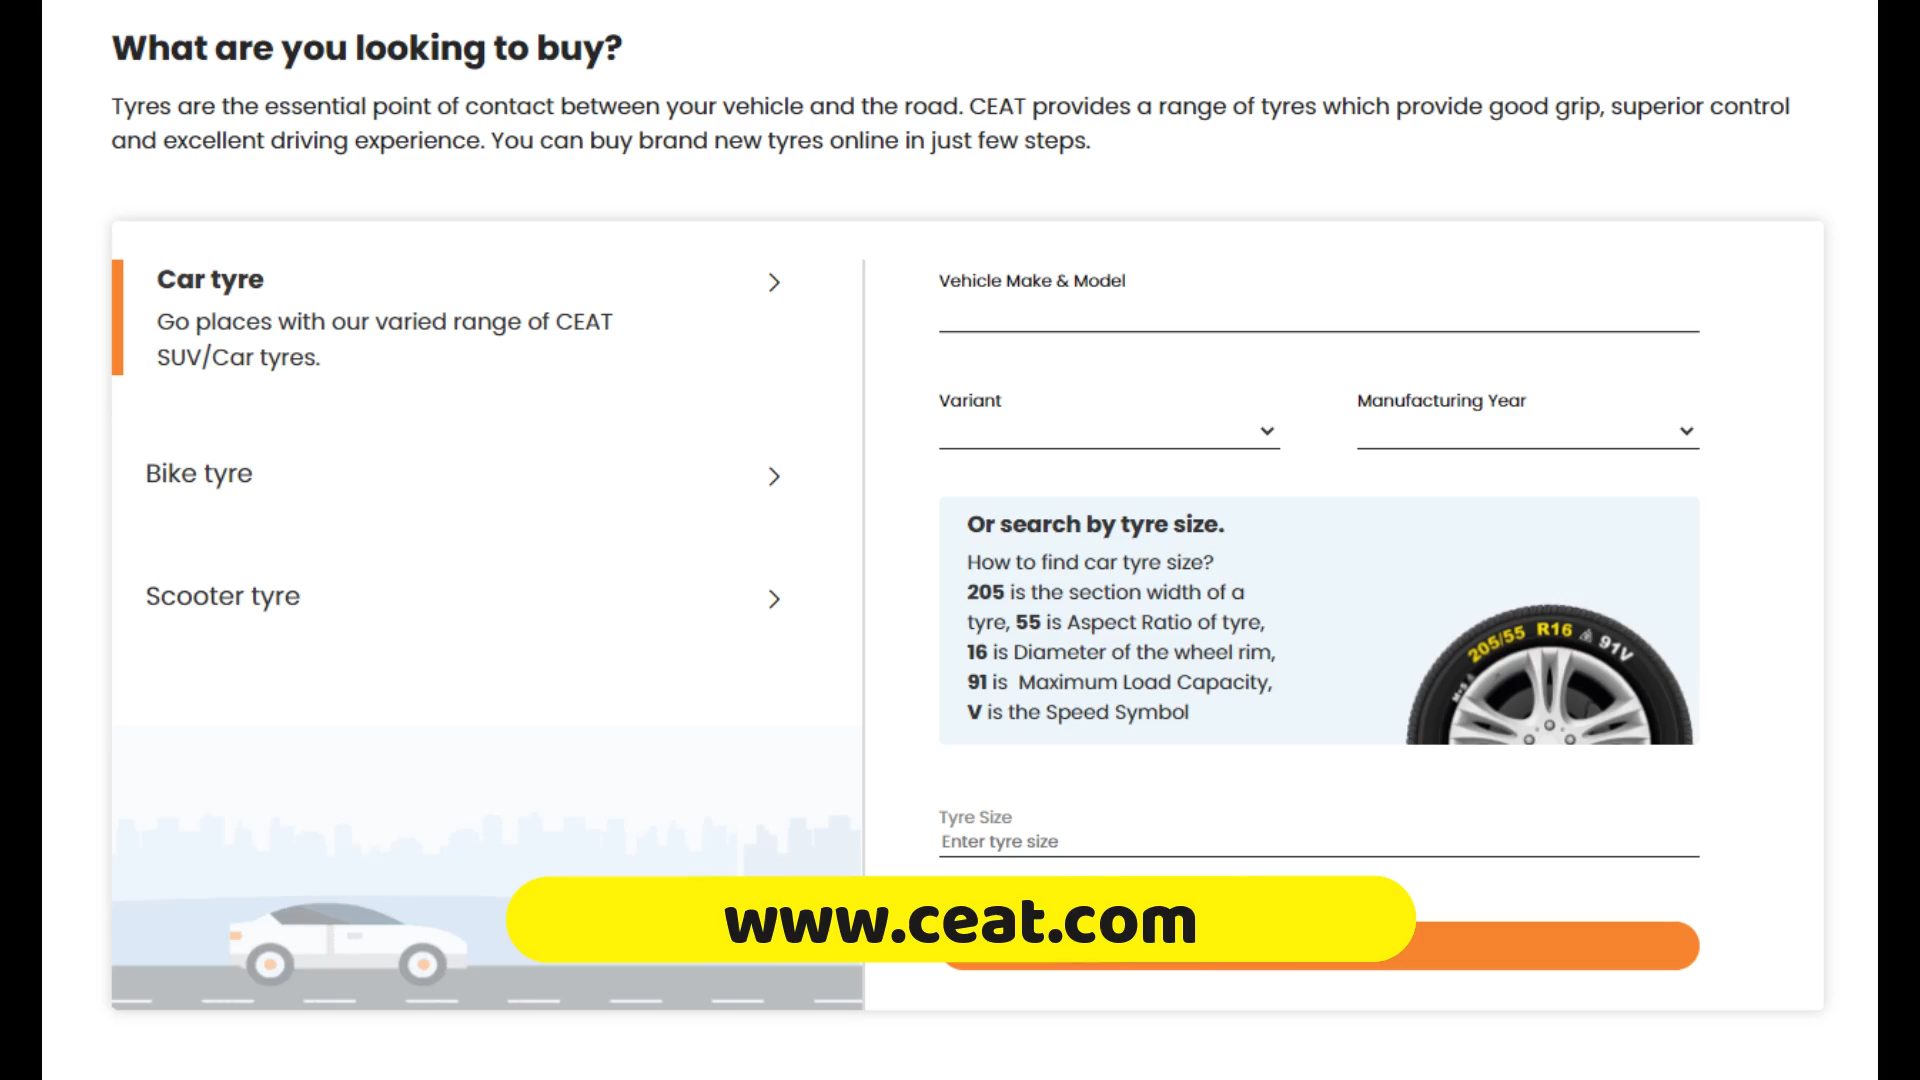 What are you looking to buy?
Tyres are the essential point of contact between your vehicle and the road. CEAT provides a range of tyres which provide good grip, superior control
and excellent driving experience. You can buy brand new tyres online in just few steps.
Car tyre
Go places with our varied range of CEAT
SUV/Car tyres.
Bike tyre
Scooter tyre
Vehicle Make & Model
Variant
Manufacturing Year
Or search by tyre size.
How to find car tyre size?
205 is the section width of a
tyre, 55 is Aspect Ratio of tyre,
16 is Diameter of the wheel rim,
91 is Maximum Load Capacity,
V is the Speed Symbol
205/55 R16 91V
M+S
Tyre Size
Enter tyre size
www.ceat.com